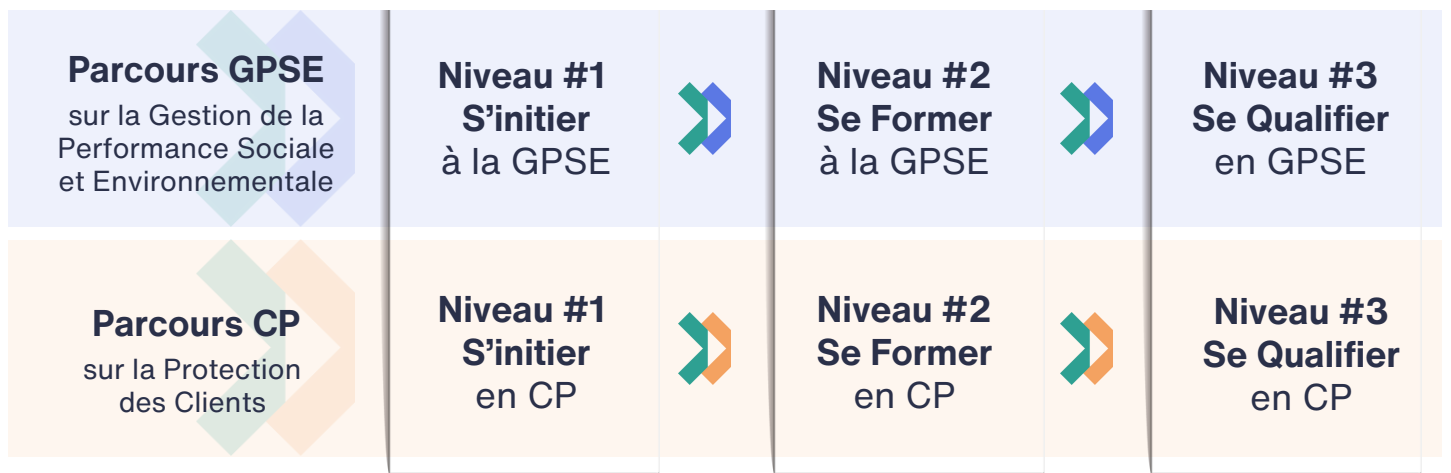 Parcours GPSE
sur la Gestion de la
Performance Sociale
et Environnementale
Niveau #1
S'initier
à la GPSE
Niveau #2
Se Former
à la GPSE
Niveau #3
Se Qualifier
en GPSE
Parcours CP
sur la Protection
des Clients
Niveau #1
S'initier
en CP
Niveau #2
Se Former
en CP
Niveau #3
Se Qualifier
en CP